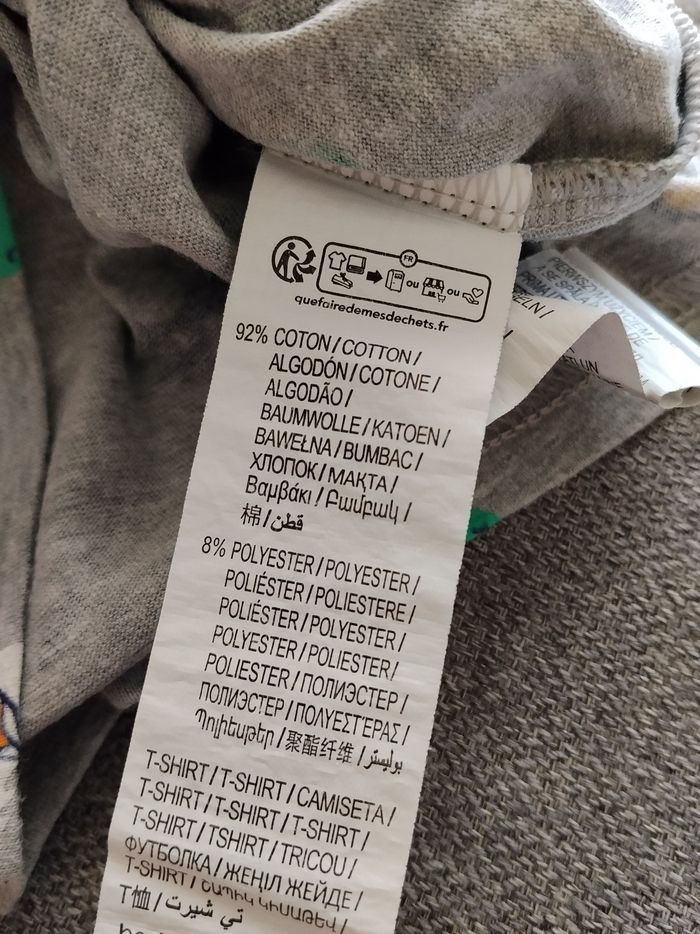 FR
ou
ou
quefairedemesdechets.fr
92% COTON/COTTON/
ALGODÓN/COTONE/
ALGODÃO/
BAUMWOLLE/KATOEN/
BAWEŁNA/BUMBAC/
ХЛОПОК/МАҚТА/
Βαμβάκι/Բամբակ/
棉/قطن
8% POLYESTER/POLYESTER/
POLIÉSTER/POLIESTERE/
POLIÉSTER/POLYESTER/
POLYESTER/POLIESTER/
POLIESTER/ПОЛИЭСТЕР/
ПОЛИЭСТЕР/ΠΟΛΥΕΣΤΕΡΑΣ/
Պոլիեսթեր/聚酯纤维/بوليستر
T-SHIRT/T-SHIRT/CAMISETA/
T-SHIRT/T-SHIRT/T-SHIRT/
T-SHIRT/TSHIRT/TRICOU/
ФУТБОЛКА/ЖЕҢІЛ ЖЕЙДЕ/
T-SHIRT/
T恤/تي شيرت/